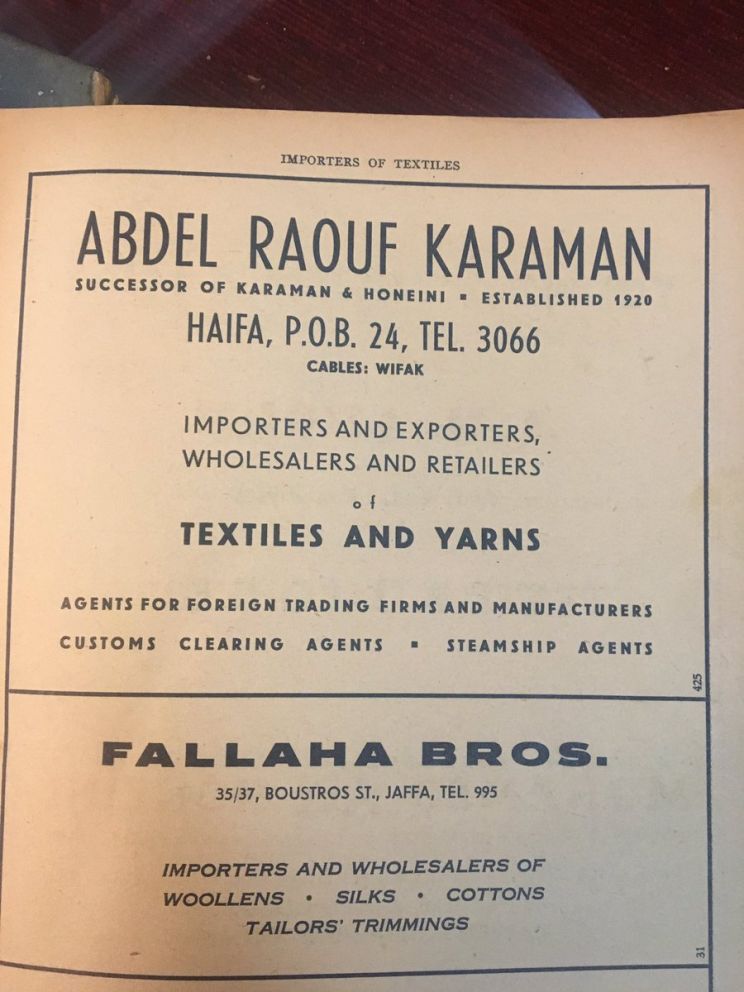 IMPORTERS OF TEXTILES
ABDEL RAOUF KARAMAN
SUCCESSOR OF KARAMAN & HONEINI ▪ ESTABLISHED 1920
HAIFA, P.O.B. 24, TEL. 3066
CABLES: WIFAK
IMPORTERS AND EXPORTERS,
WHOLESALERS AND RETAILERS
of
TEXTILES AND YARNS
AGENTS FOR FOREIGN TRADING FIRMS AND MANUFACTURERS
CUSTOMS CLEARING AGENTS ▪ STEAMSHIP AGENTS
425
FALLAHA BROS.
35/37, BOUSTROS ST., JAFFA, TEL. 995
IMPORTERS AND WHOLESALERS OF
WOOLLENS • SILKS • COTTONS
TAILORS' TRIMMINGS
31